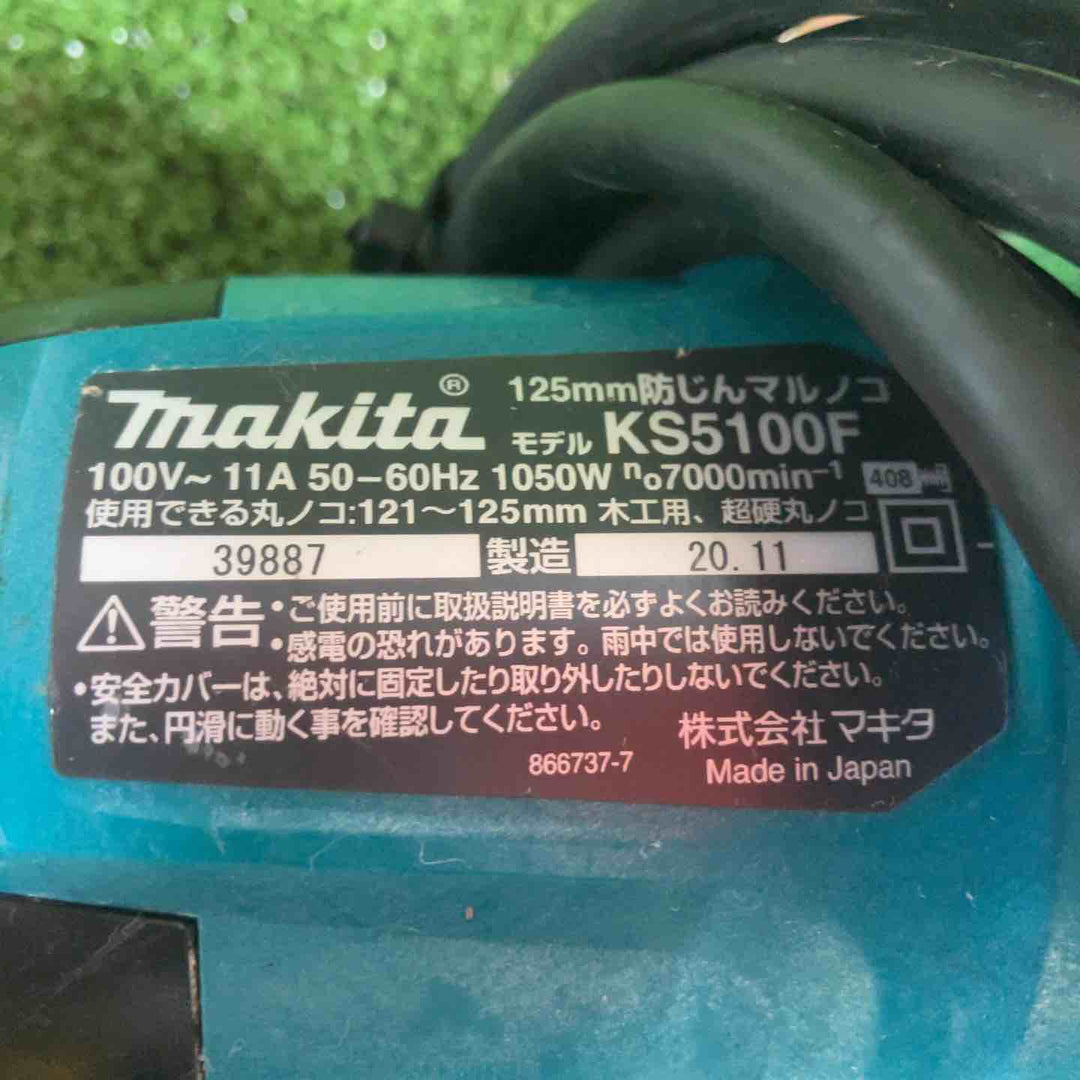 makita® 125mm防じんマルノコ
モデル KS5100F
100V~ 11A 50-60Hz 1050W n₀7000min⁻¹ 408
使用できる丸ノコ:121~125mm 木工用、超硬丸ノコ
39887 製造 20.11
警告 •ご使用前に取扱説明書を必ずよくお読みください。
•感電の恐れがあります。雨中では使用しないでください。
•安全カバーは、絶対に固定したり取り外したりしないでください。
また、円滑に動く事を確認してください。
866737-7
株式会社マキタ
Made in Japan